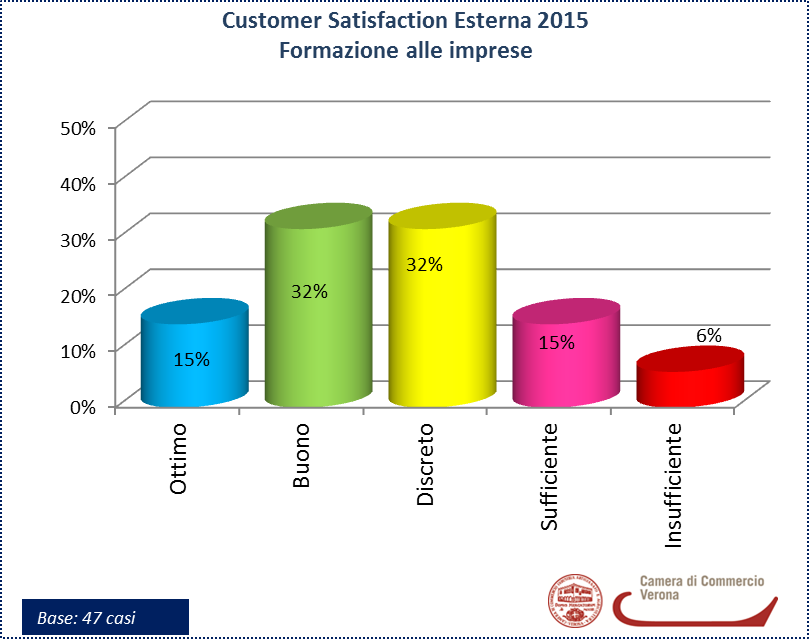 Customer Satisfaction Esterna 2015
Formazione alle imprese
50%
40%
30%
20%
10%
0%
15%
32%
32%
15%
6%
Ottimo
Buono
Discreto
Sufficiente
Insufficiente
Base: 47 casi
Camera di Commercio
Verona